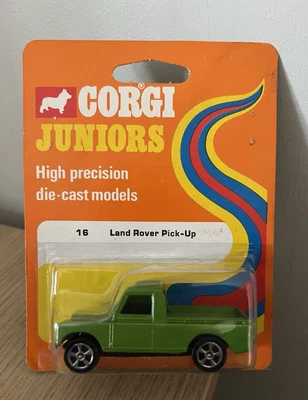 CORGI
JUNIORS
High precision
die-cast models
16 Land Rover Pick-Up